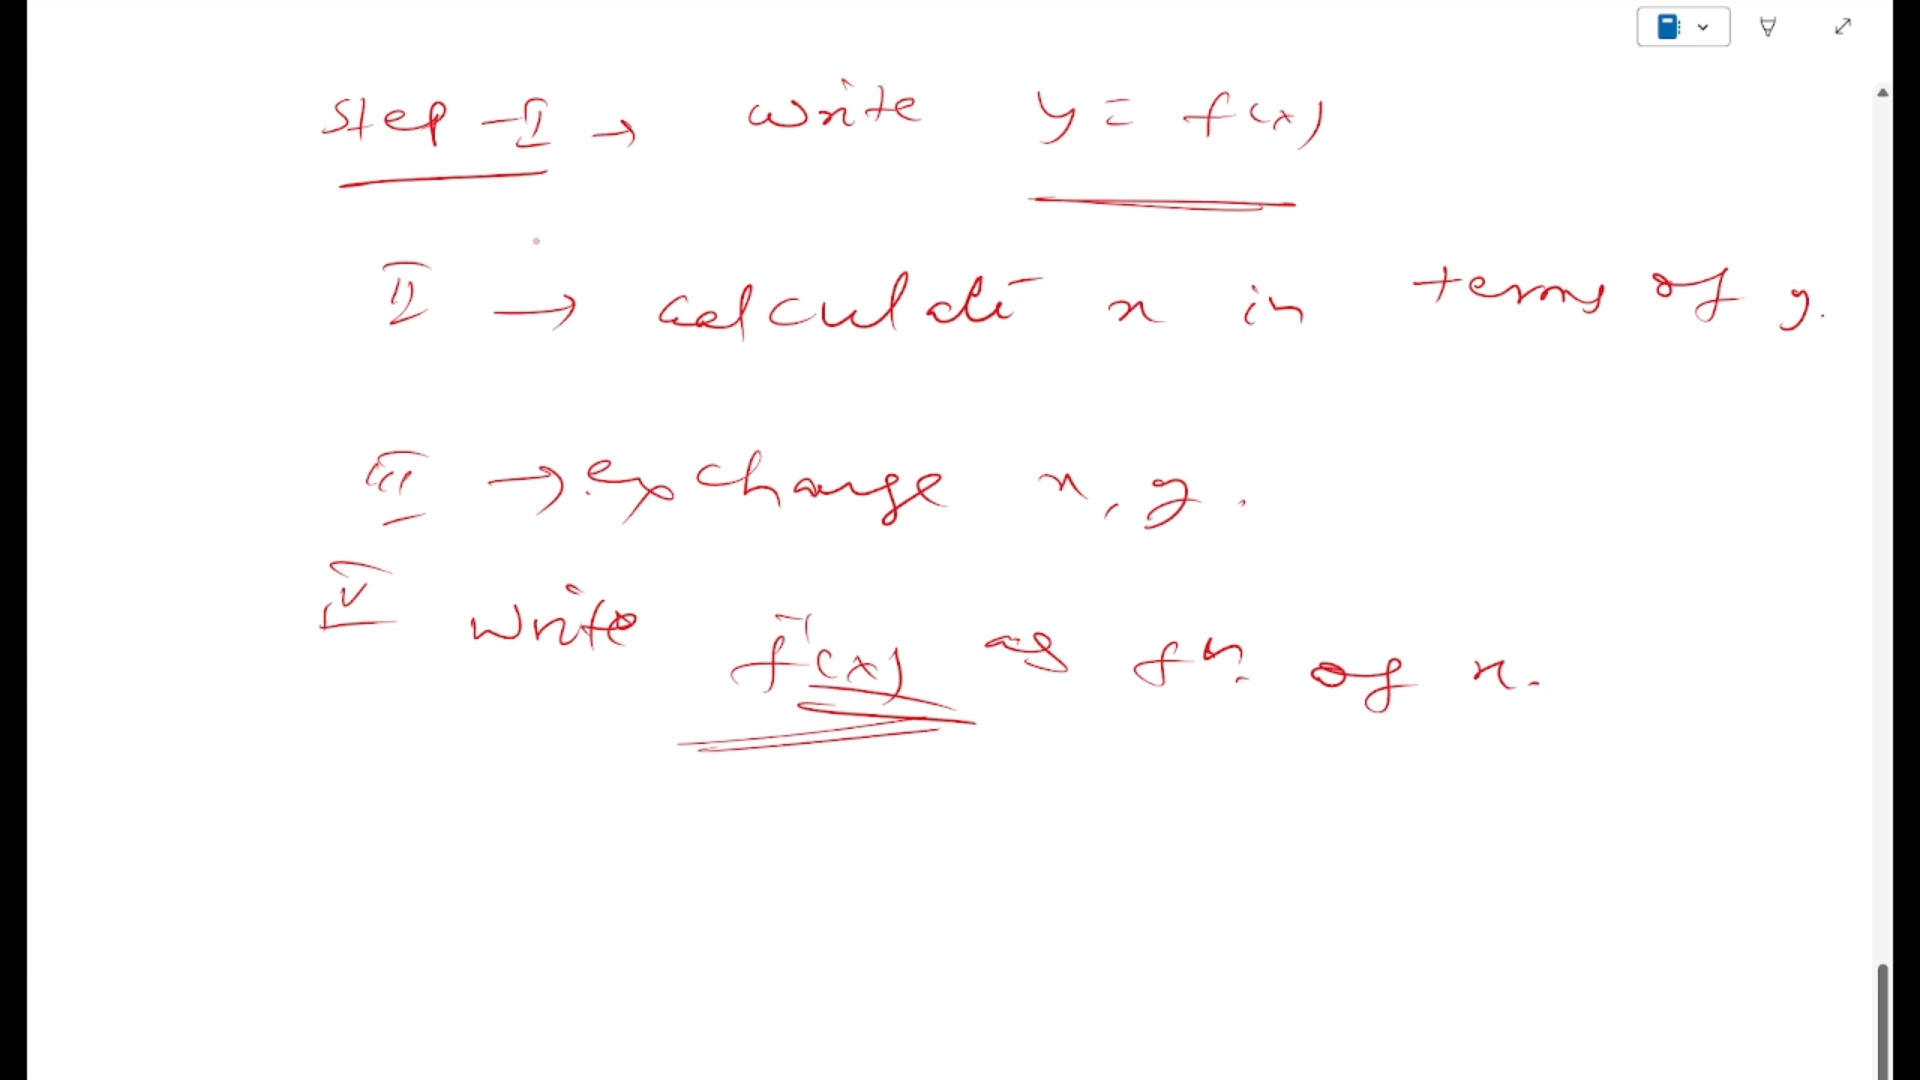 Step -I → write y = f(x)
II → calculate x in terms of y.
III → exchange x, y.
IV write f⁻¹(x) as fn. of x.